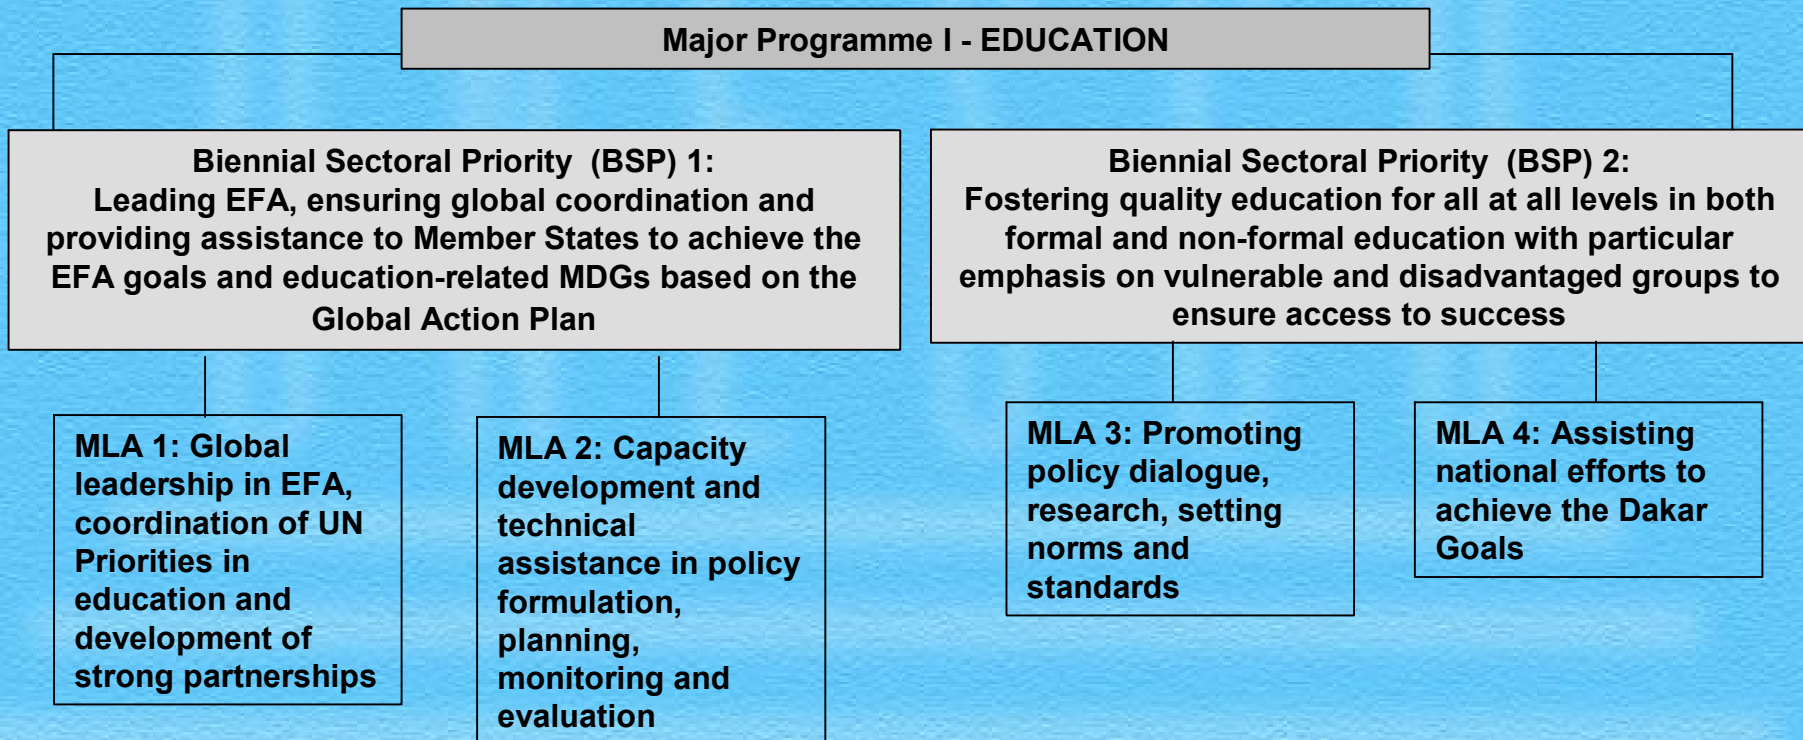 Major Programme I - EDUCATION
Biennial Sectoral Priority (BSP) 1:
Leading EFA, ensuring global coordination and
providing assistance to Member States to achieve the
EFA goals and education-related MDGs based on the
Global Action Plan
Biennial Sectoral Priority (BSP) 2:
Fostering quality education for all at all levels in both
formal and non-formal education with particular
emphasis on vulnerable and disadvantaged groups to
ensure access to success
MLA 1: Global
leadership in EFA,
coordination of UN
Priorities in
education and
development of
strong partnerships
MLA 2: Capacity
development and
technical
assistance in policy
formulation,
planning,
monitoring and
evaluation
MLA 3: Promoting
policy dialogue,
research, setting
norms and
standards
MLA 4: Assisting
national efforts to
achieve the Dakar
Goals